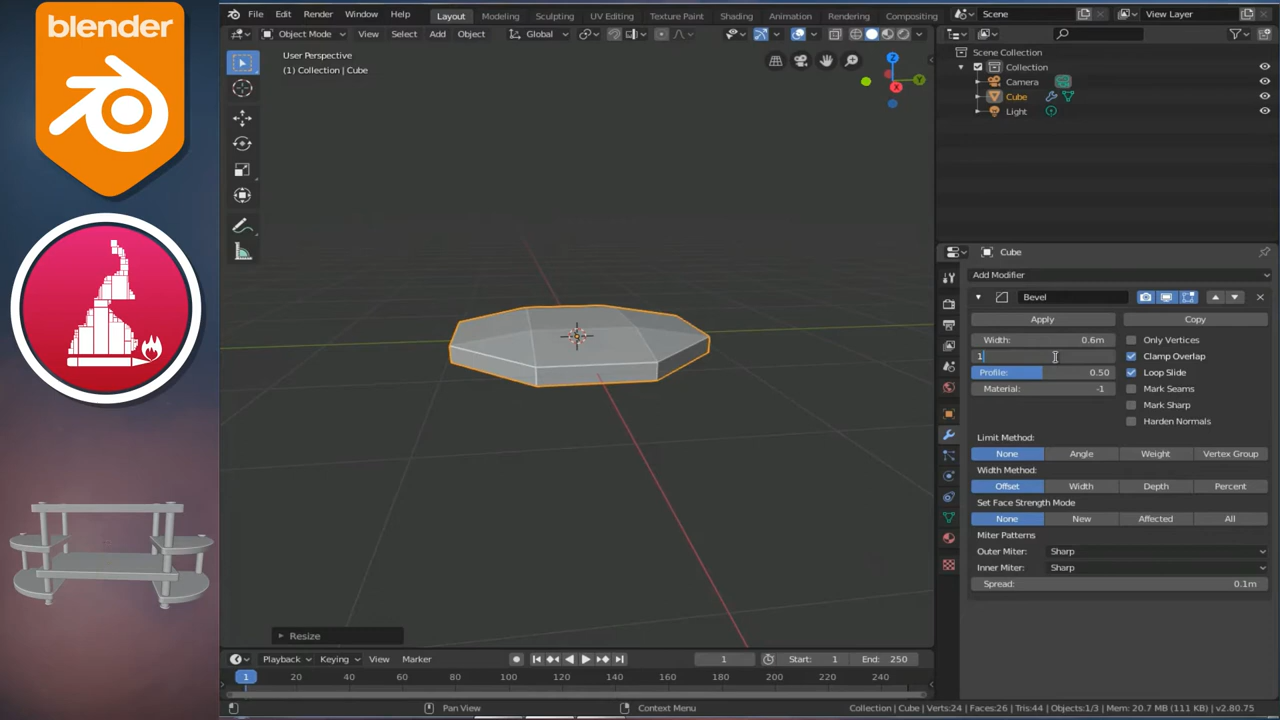 blender
File Edit Render Window Help Layout Modeling Sculpting UV Editing Texture Paint Shading Animation Rendering Compositing Scene View Layer
Object Mode View Select Add Object Global
User Perspective
(1) Collection | Cube
Z
Y
X
Scene Collection
Collection
Camera
Cube
Light
Cube
Add Modifier
Bevel
Apply Copy
Width: 0.6m Only Vertices
1 Clamp Overlap
Profile: 0.50 Loop Slide
Material: -1 Mark Seams
Mark Sharp
Harden Normals
Limit Method:
None Angle Weight Vertex Group
Width Method:
Offset Width Depth Percent
Set Face Strength Mode
None New Affected All
Miter Patterns
Outer Miter: Sharp
Inner Miter: Sharp
Spread: 0.1m
Resize
Playback Keying View Marker 1 Start: 1 End: 250
1 20 40 60 80 100 120 140 160 180 200 220 240
Pan View Context Menu Collection | Cube | Verts:24 | Faces:26 | Tris:44 | Objects:1/3 | Mem: 20.7 MB (111 KB) | v2.80.75